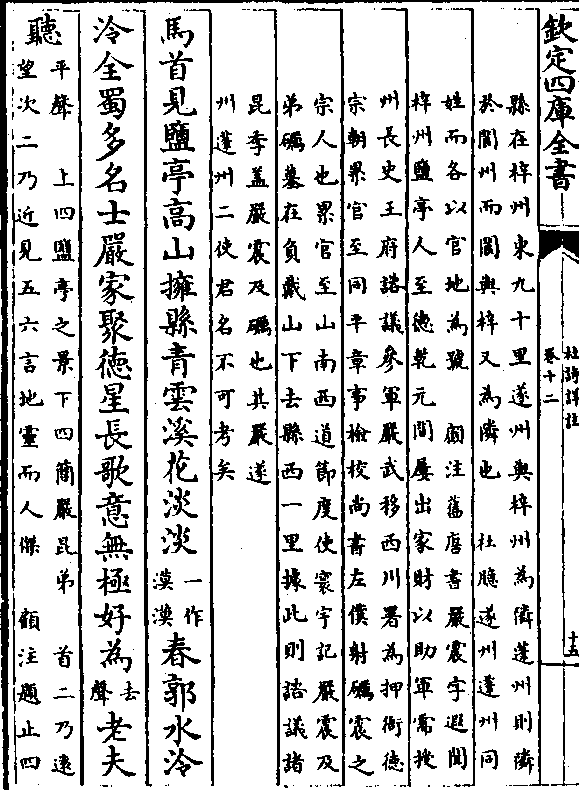 欽定四庫全書
杜詩詳註
卷十二
十五
縣在梓州東九十里遂州與梓州為鄰蓬州則鄰
於閬州而閬與梓又為鄰也　杜臆遂州蓬州同
姓而各以官地為號　顧注舊唐書嚴震字遐聞
梓州鹽亭人至德乾元間屢出家財以助軍需授
州長史王府諮議參軍嚴武移西川署為押衙德
宗朝累官至同平章事檢校尚書左僕射礪震之
宗人也累官至山南西道節度使寰宇記嚴震及
弟礪墓在負戴山下去縣西一里據此則諮議諸
昆季蓋嚴震及礪也其嚴遂
州蓬州二使君名不可考矣
馬首見鹽亭高山擁縣青雲溪花淡淡一作漠漠春郭水泠
泠全蜀多名士嚴家聚德星長歌意無極好為去聲老夫
聽平聲　上四鹽亭之景下四簡嚴昆弟　首二乃遠
望次二乃近見五六言地靈而人傑　顧注題止四